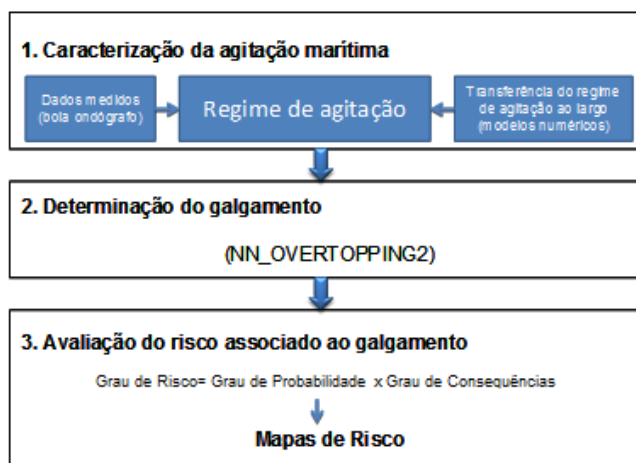 1. Caracterização da agitação marítima
Dados medidos
(boia ondógrafo)
Regime de agitação
Transferência do regime
de agitação ao largo
(modelos numéricos)
2. Determinação do galgamento
(NN_OVERTOPPING2)
3. Avaliação do risco associado ao galgamento
Grau de Risco= Grau de Probabilidade x Grau de Consequências
Mapas de Risco